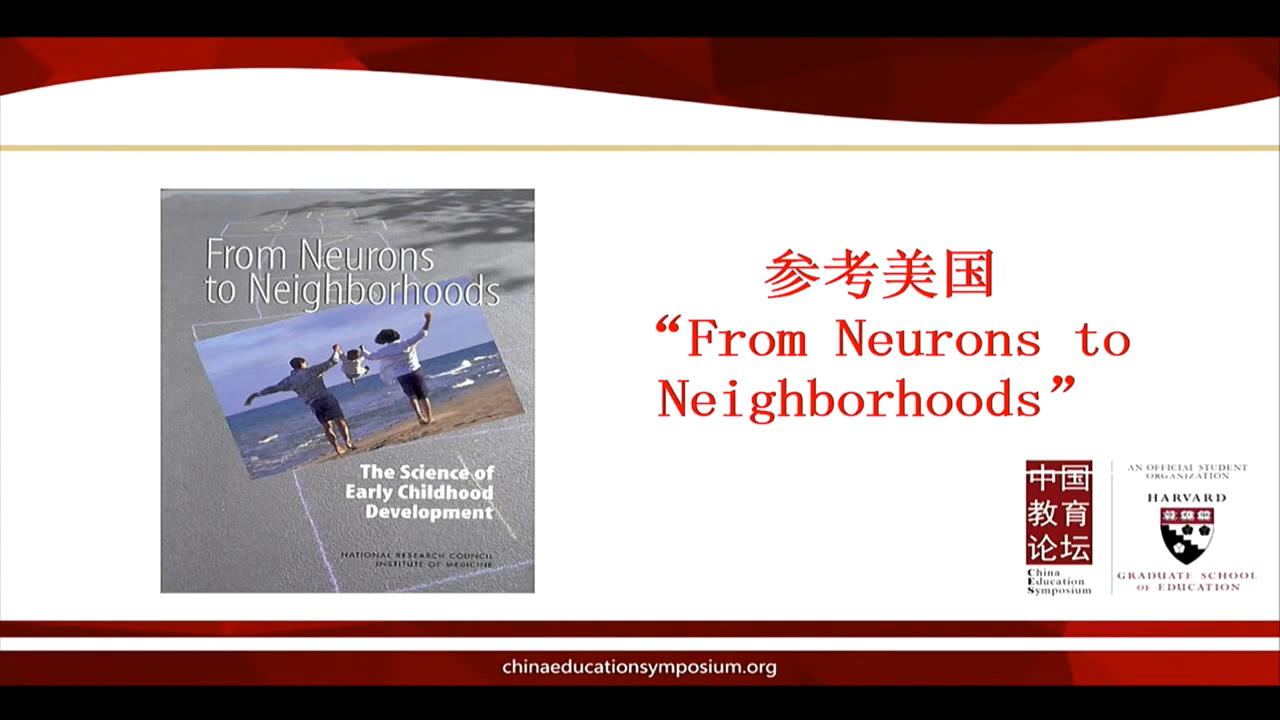 From Neurons
to Neighborhoods
The Science of
Early Childhood
Development
NATIONAL RESEARCH COUNCIL
INSTITUTE OF MEDICINE
参考美国
“From Neurons to
Neighborhoods”
中国
教育
论坛
China
Education
Symposium
AN OFFICIAL STUDENT
ORGANIZATION
HARVARD
GRADUATE SCHOOL
OF EDUCATION
chinaeducationsymposium.org